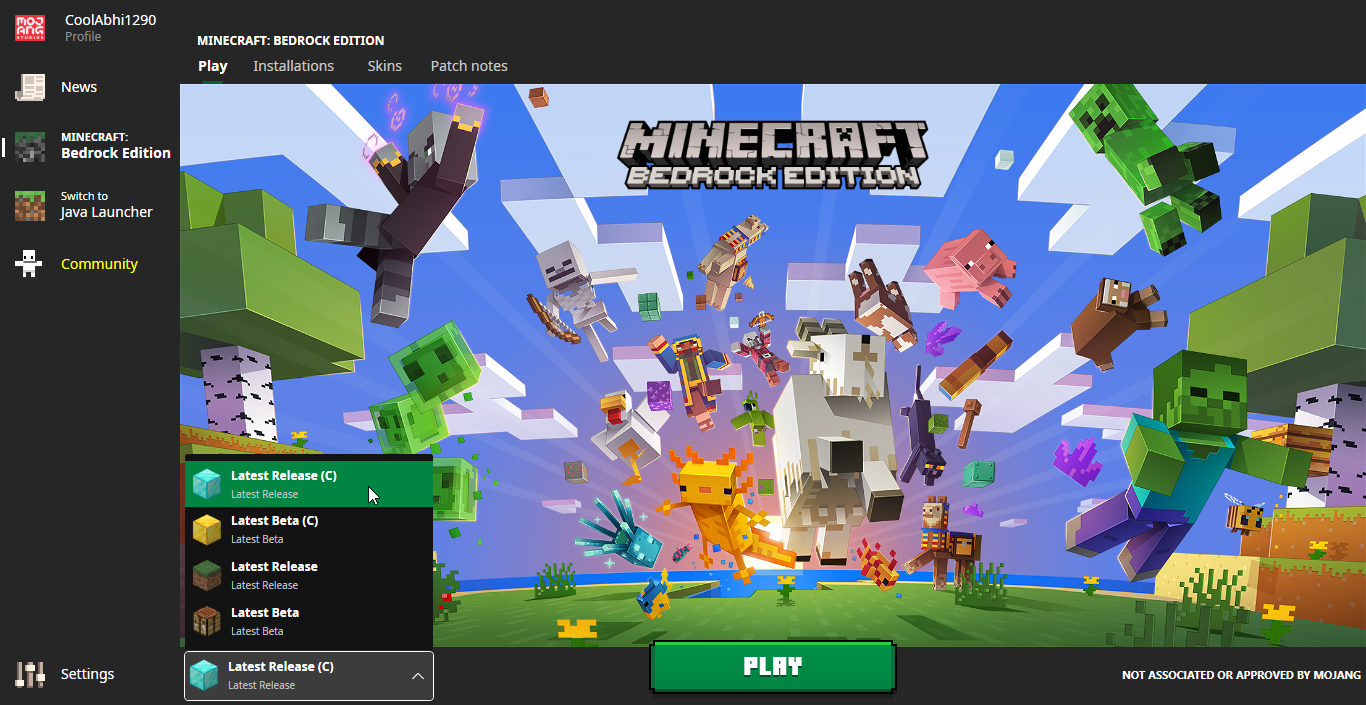 MOJ
ANG
STUDIOS
CoolAbhi1290
Profile
News
MINECRAFT:
Bedrock Edition
Switch to
Java Launcher
Community
Settings
MINECRAFT: BEDROCK EDITION
Play
Installations
Skins
Patch notes
MINECRAFT
BEDROCK EDITION
Latest Release (C)
Latest Release
Latest Beta (C)
Latest Beta
Latest Release
Latest Release
Latest Beta
Latest Beta
Latest Release (C)
Latest Release
PLAY
NOT ASSOCIATED OR APPROVED BY MOJANG